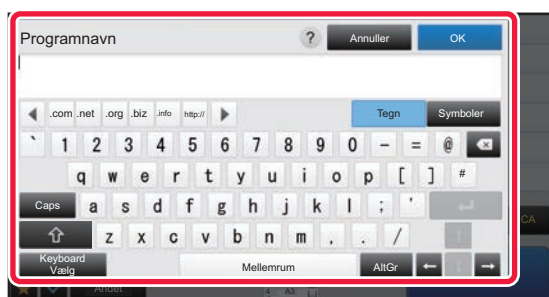 Programnavn ? Annuller OK
.com .net .org .biz .info http:// Tegn Symboler
` 1 2 3 4 5 6 7 8 9 0 - = @
q w e r t y u i o p [ ] #
Caps a s d f g h j k l ; '
CA
z x c v b n m , . /
Keyboard
Vælg Mellemrum AltGr
Andet A3